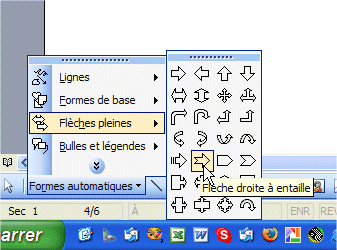 Lignes
Formes de base
Flèches pleines
Bulles et légendes
Formes automatiques
Flèche droite à entaille
Sec 1 4/6 À ENR REV
arrer